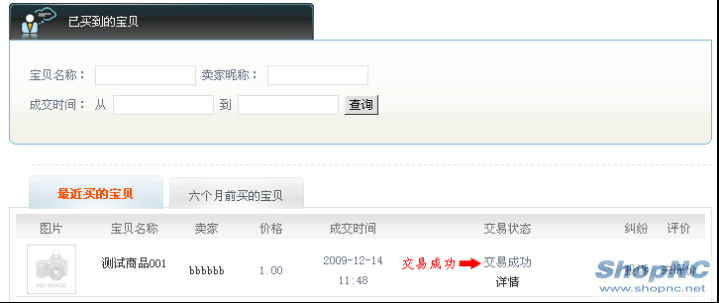 已买到的宝贝
宝贝名称： 卖家昵称：
成交时间： 从 到 查询
最近买的宝贝 六个月前买的宝贝
图片 宝贝名称 卖家 价格 成交时间 交易状态 纠纷 评价
NO IMAGE 测试商品001 bbbbbb 1.00 2009-12-14 11:48 交易成功 交易成功
详情
ShopNC
www.shopnc.net